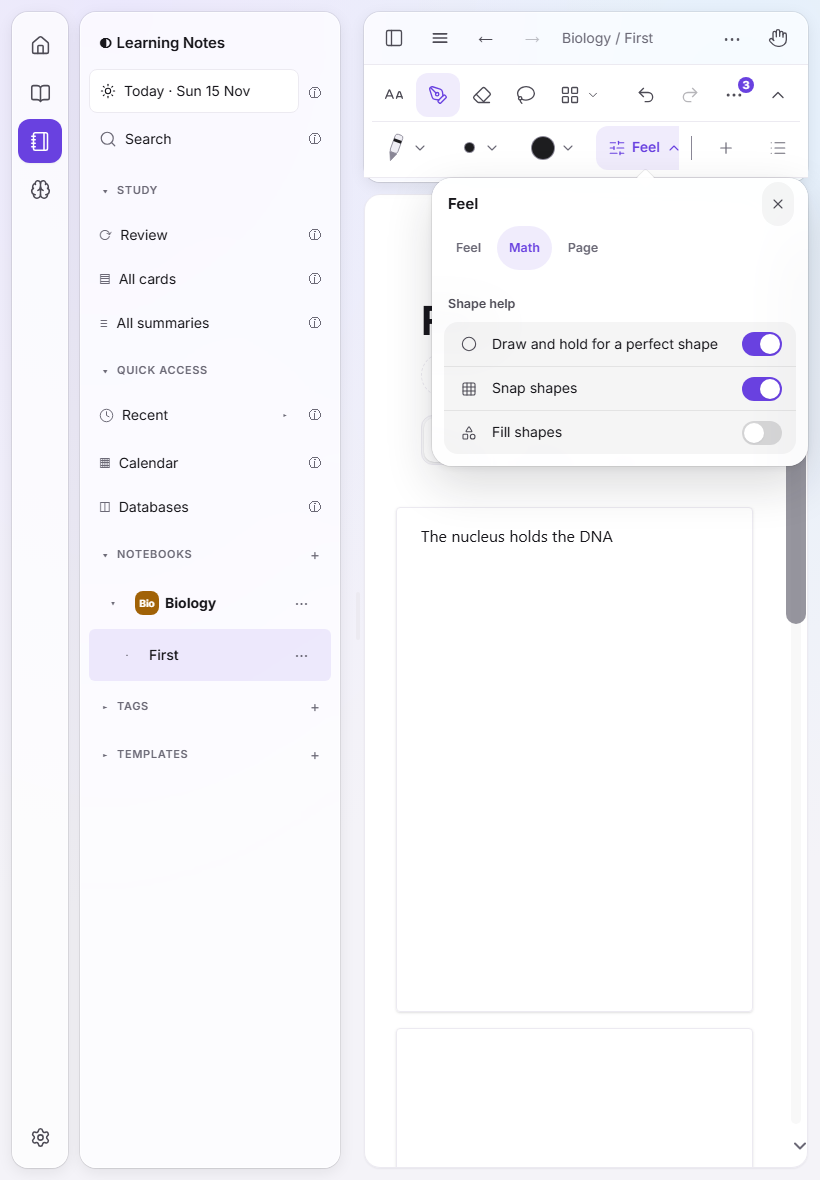 Learning Notes
Today · Sun 15 Nov
Search
STUDY
Review
All cards
All summaries
QUICK ACCESS
Recent
Calendar
Databases
NOTEBOOKS
Bio Biology
First
TAGS
TEMPLATES
Biology / First
AA
3
Feel
Feel
Feel Math Page
Shape help
Draw and hold for a perfect shape
Snap shapes
Fill shapes
The nucleus holds the DNA